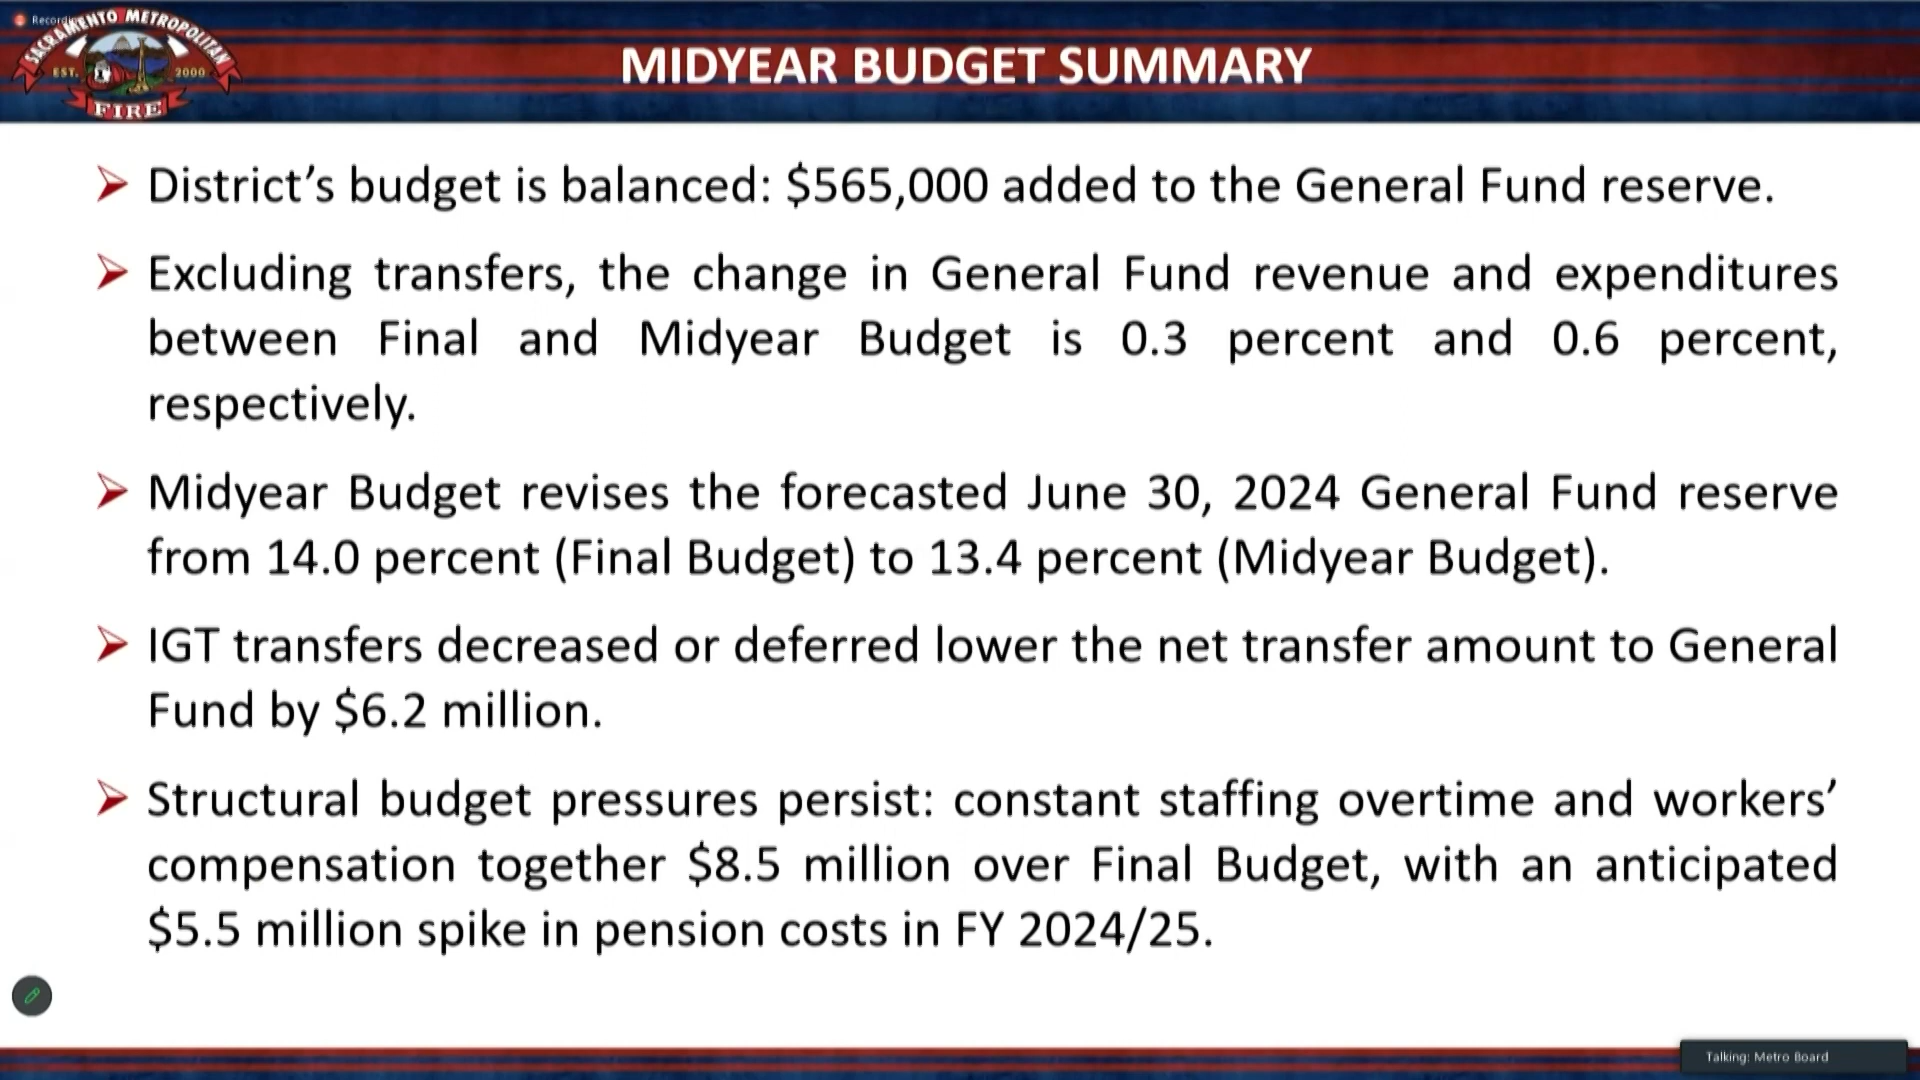 Recording
SACRAMENTO METROPOLITAN
EST. 2000
FIRE
MIDYEAR BUDGET SUMMARY
District’s budget is balanced: $565,000 added to the General Fund reserve.
Excluding transfers, the change in General Fund revenue and expenditures
between Final and Midyear Budget is 0.3 percent and 0.6 percent,
respectively.
Midyear Budget revises the forecasted June 30, 2024 General Fund reserve
from 14.0 percent (Final Budget) to 13.4 percent (Midyear Budget).
IGT transfers decreased or deferred lower the net transfer amount to General
Fund by $6.2 million.
Structural budget pressures persist: constant staffing overtime and workers’
compensation together $8.5 million over Final Budget, with an anticipated
$5.5 million spike in pension costs in FY 2024/25.
Talking: Metro Board